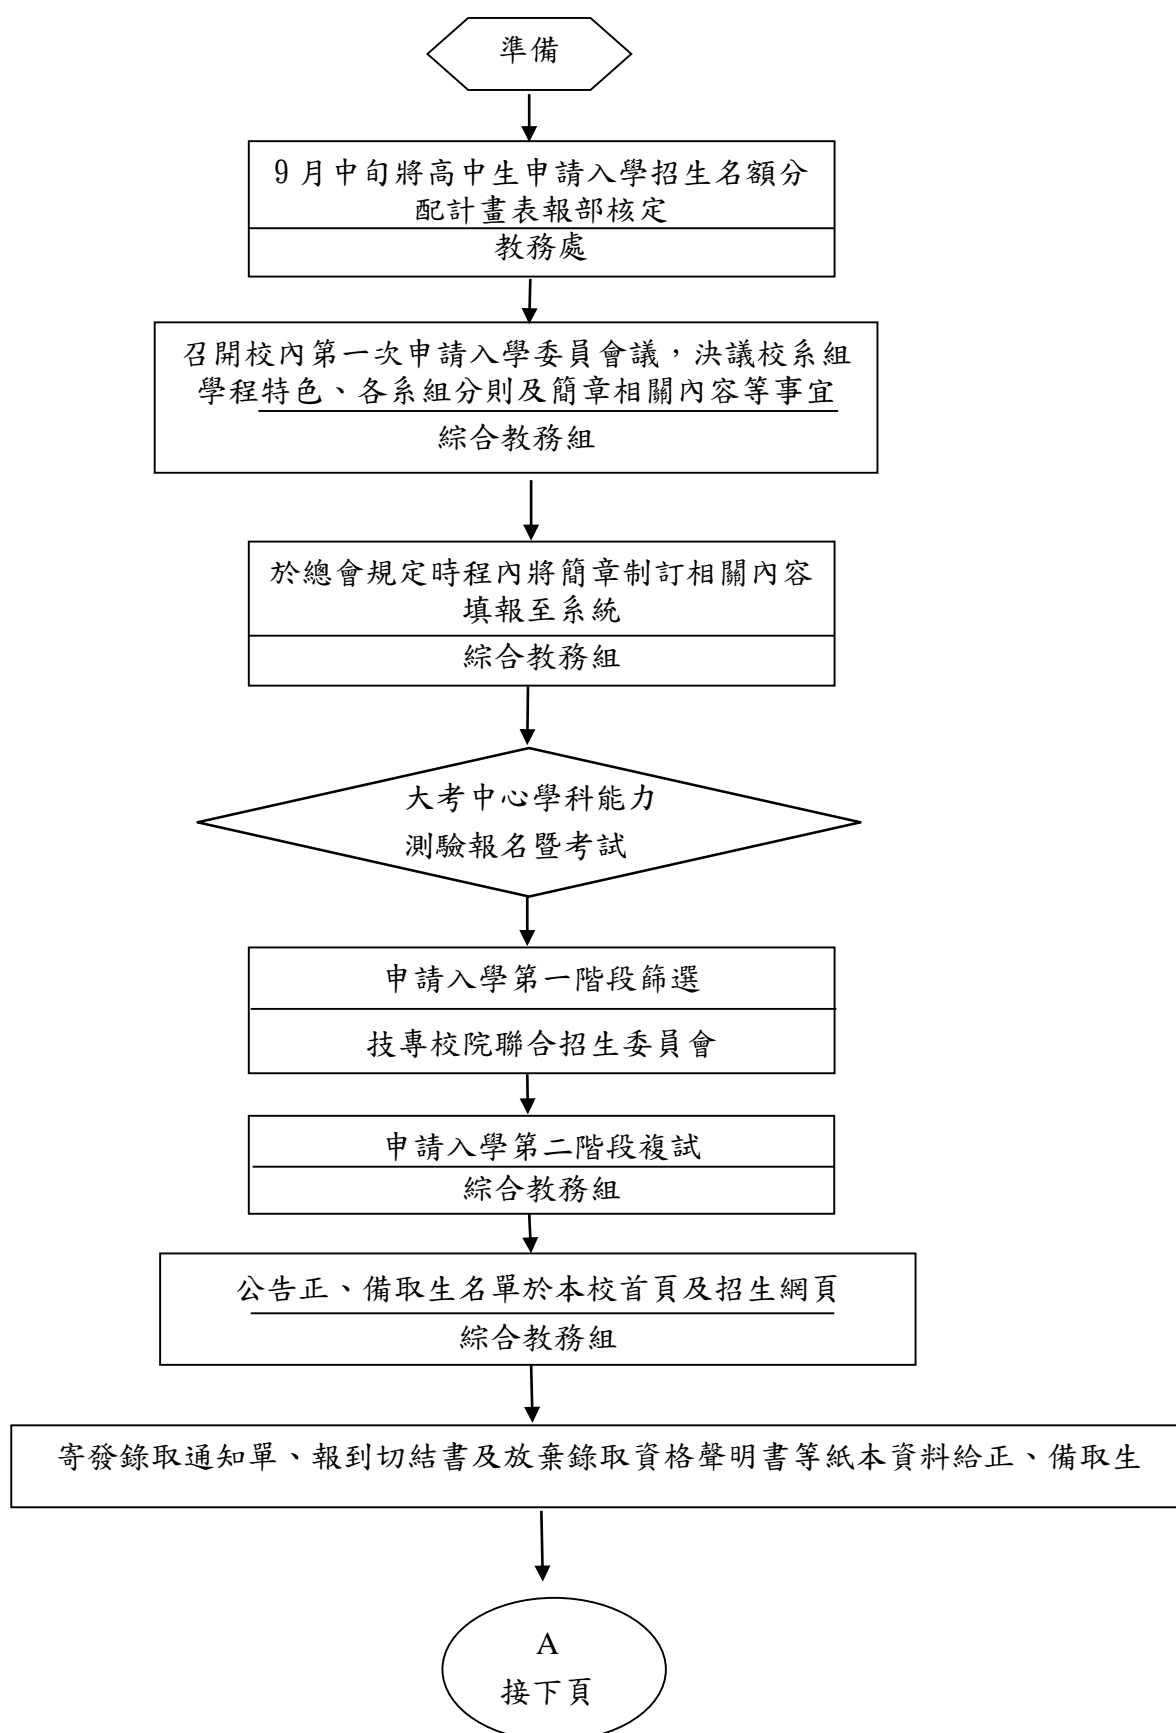 準備
9 月中旬將高中生申請入學招生名額分
配計畫表報部核定
教務處
召開校內第一次申請入學委員會議，決議校系組
學程特色、各系組分則及簡章相關內容等事宜
綜合教務組
於總會規定時程內將簡章制訂相關內容
填報至系統
綜合教務組
大考中心學科能力
測驗報名暨考試
申請入學第一階段篩選
技專校院聯合招生委員會
申請入學第二階段複試
綜合教務組
公告正、備取生名單於本校首頁及招生網頁
綜合教務組
寄發錄取通知單、報到切結書及放棄錄取資格聲明書等紙本資料給正、備取生
A
接下頁